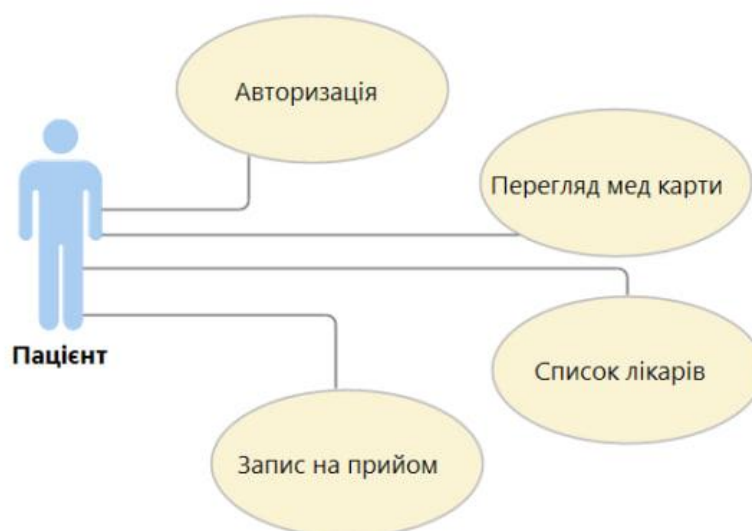 Авторизація
Перегляд мед карти
Пацієнт
Список лікарів
Запис на прийом